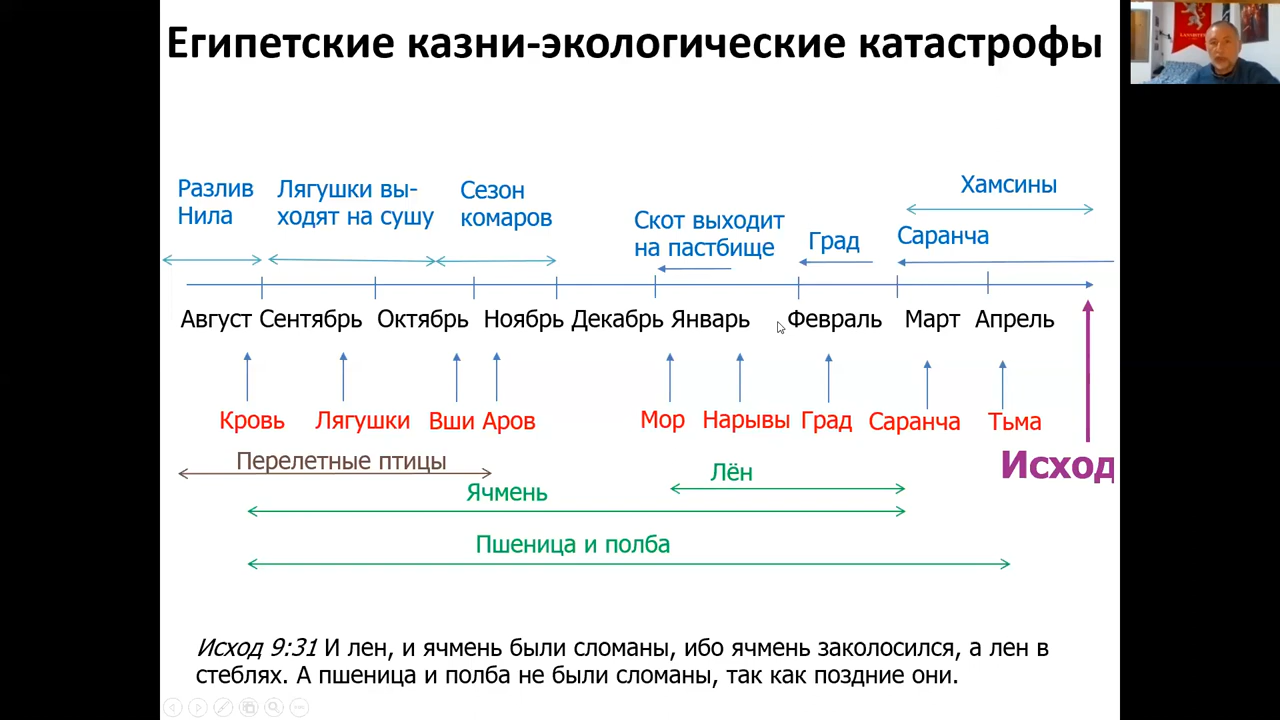 Египетские казни-экологические катастрофы
Разлив
Нила
Лягушки вы-
ходят на сушу
Сезон
комаров
Скот выходит
на пастбище
Град
Саранча
Хамсины
Август Сентябрь Октябрь Ноябрь Декабрь Январь Февраль Март Апрель
Кровь Лягушки Вши Аров Мор Нарывы Град Саранча Тьма
Исход
Перелетные птицы
Лён
Ячмень
Пшеница и полба
Исход 9:31 И лен, и ячмень были сломаны, ибо ячмень заколосился, а лен в
стеблях. А пшеница и полба не были сломаны, так как поздние они.